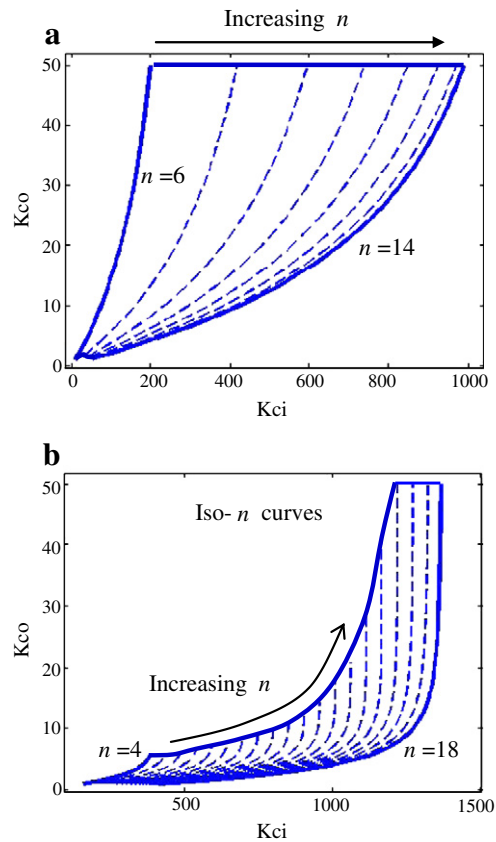 Increasing n
a
50
40
30
20
10
0
Kco
n =6
n =14
0 200 400 600 800 1000
Kci
b
50
40
30
20
10
0
Kco
Iso- n curves
Increasing n
n =4
n =18
500 1000 1500
Kci